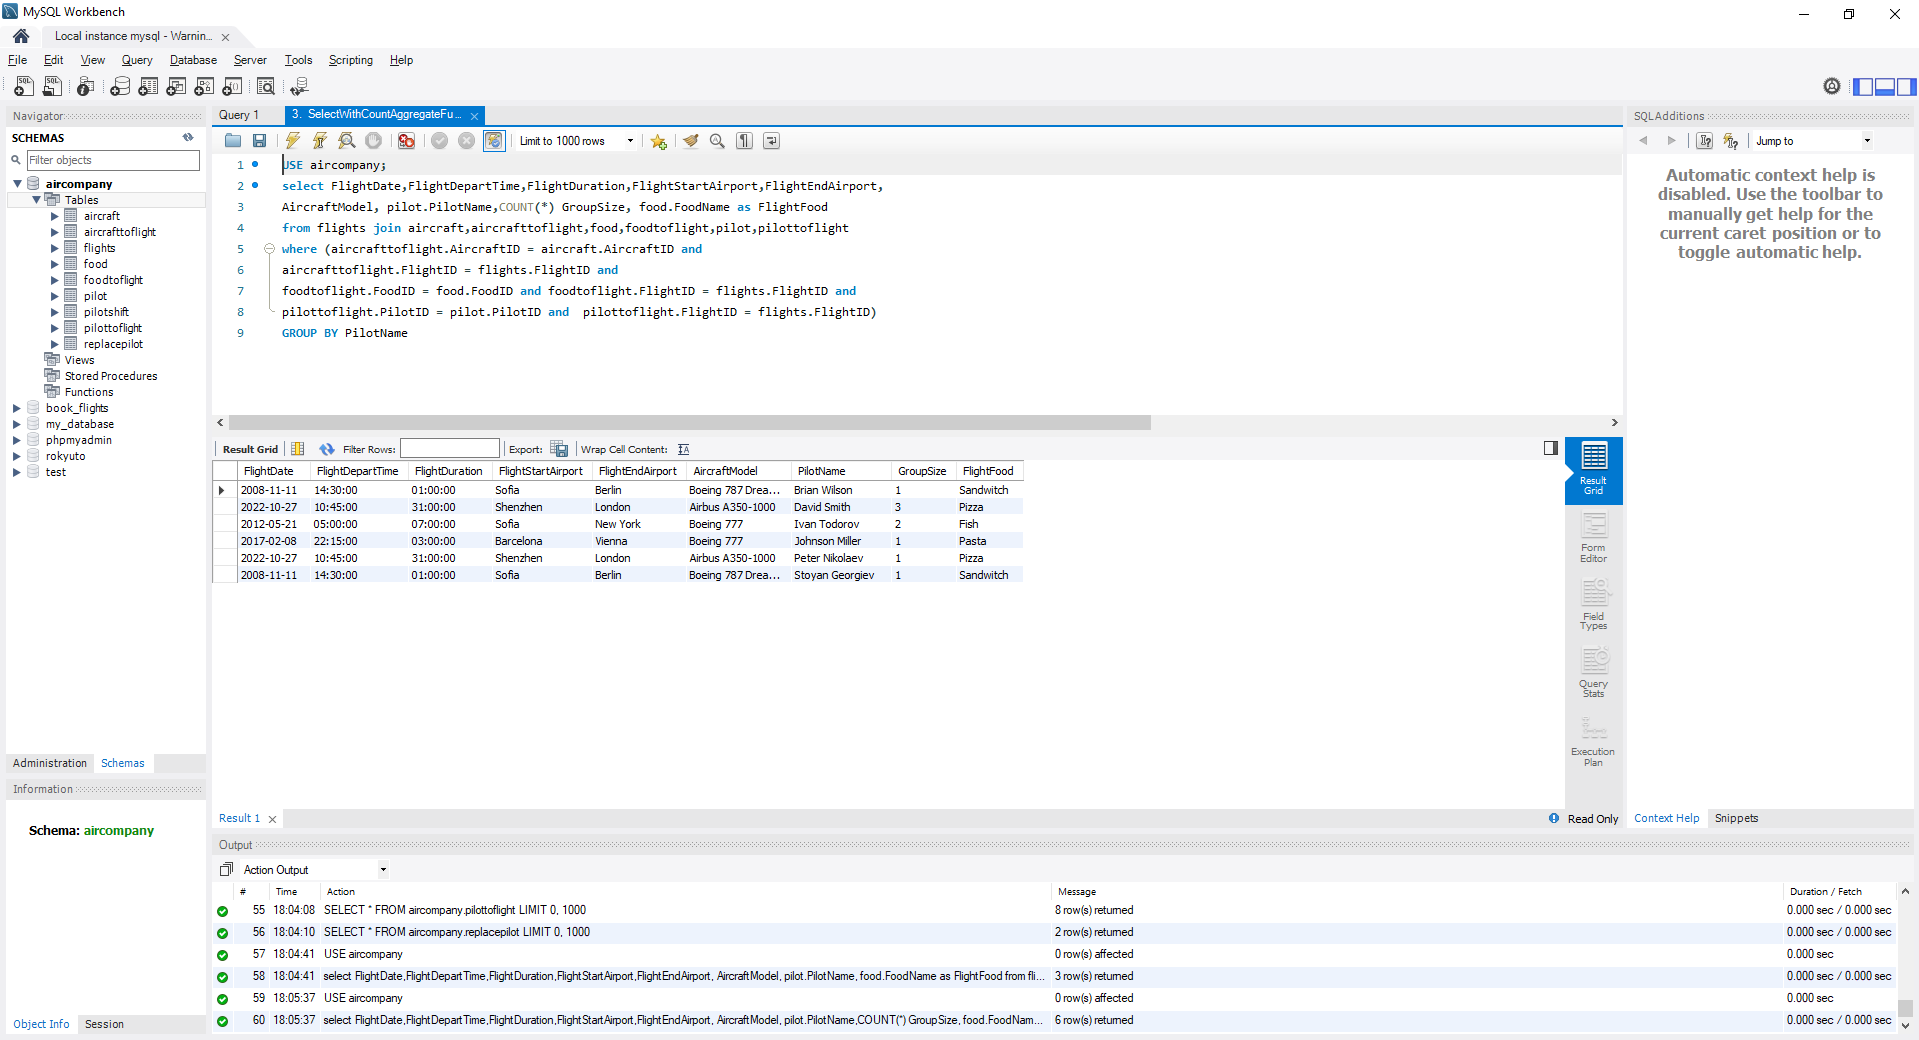 MySQL Workbench
Local instance mysql - Warnin...
File Edit View Query Database Server Tools Scripting Help
Navigator
SCHEMAS
Filter objects
aircompany
Tables
aircraft
aircrafttoflight
flights
food
foodtoflight
pilot
pilotshift
pilottoflight
replacepilot
Views
Stored Procedures
Functions
book_flights
my_database
phpmyadmin
rokyuto
test
Administration Schemas
Information
Schema: aircompany
Object Info Session
Query 1 3. SelectWithCountAggregateFu...
Limit to 1000 rows
1 USE aircompany;
2 select FlightDate,FlightDepartTime,FlightDuration,FlightStartAirport,FlightEndAirport,
3 AircraftModel, pilot.PilotName,COUNT(*) GroupSize, food.FoodName as FlightFood
4 from flights join aircraft,aircrafttoflight,food,foodtoflight,pilot,pilottoflight
5 where (aircrafttoflight.AircraftID = aircraft.AircraftID and
6 aircrafttoflight.FlightID = flights.FlightID and
7 foodtoflight.FoodID = food.FoodID and foodtoflight.FlightID = flights.FlightID and
8 pilottoflight.PilotID = pilot.PilotID and  pilottoflight.FlightID = flights.FlightID)
9 GROUP BY PilotName
Result Grid Filter Rows: Export: Wrap Cell Content:
FlightDate FlightDepartTime FlightDuration FlightStartAirport FlightEndAirport AircraftModel PilotName GroupSize FlightFood
2008-11-11 14:30:00 01:00:00 Sofia Berlin Boeing 787 Drea... Brian Wilson 1 Sandwitch
2022-10-27 10:45:00 31:00:00 Shenzhen London Airbus A350-1000 David Smith 3 Pizza
2012-05-21 05:00:00 07:00:00 Sofia New York Boeing 777 Ivan Todorov 2 Fish
2017-02-08 22:15:00 03:00:00 Barcelona Vienna Boeing 777 Johnson Miller 1 Pasta
2022-10-27 10:45:00 31:00:00 Shenzhen London Airbus A350-1000 Peter Nikolaev 1 Pizza
2008-11-11 14:30:00 01:00:00 Sofia Berlin Boeing 787 Drea... Stoyan Georgiev 1 Sandwitch
Result
Grid
Form
Editor
Field
Types
Query
Stats
Execution
Plan
Result 1 Read Only
SQLAdditions
Jump to
Automatic context help is
disabled. Use the toolbar to
manually get help for the
current caret position or to
toggle automatic help.
Context Help Snippets
Output
Action Output
# Time Action Message Duration / Fetch
55 18:04:08 SELECT * FROM aircompany.pilottoflight LIMIT 0, 1000 8 row(s) returned 0.000 sec / 0.000 sec
56 18:04:10 SELECT * FROM aircompany.replacepilot LIMIT 0, 1000 2 row(s) returned 0.000 sec / 0.000 sec
57 18:04:41 USE aircompany 0 row(s) affected 0.000 sec
58 18:04:41 select FlightDate,FlightDepartTime,FlightDuration,FlightStartAirport,FlightEndAirport, AircraftModel, pilot.PilotName, food.FoodName as FlightFood from fli... 3 row(s) returned 0.000 sec / 0.000 sec
59 18:05:37 USE aircompany 0 row(s) affected 0.000 sec
60 18:05:37 select FlightDate,FlightDepartTime,FlightDuration,FlightStartAirport,FlightEndAirport, AircraftModel, pilot.PilotName,COUNT(*) GroupSize, food.FoodNam... 6 row(s) returned 0.000 sec / 0.000 sec